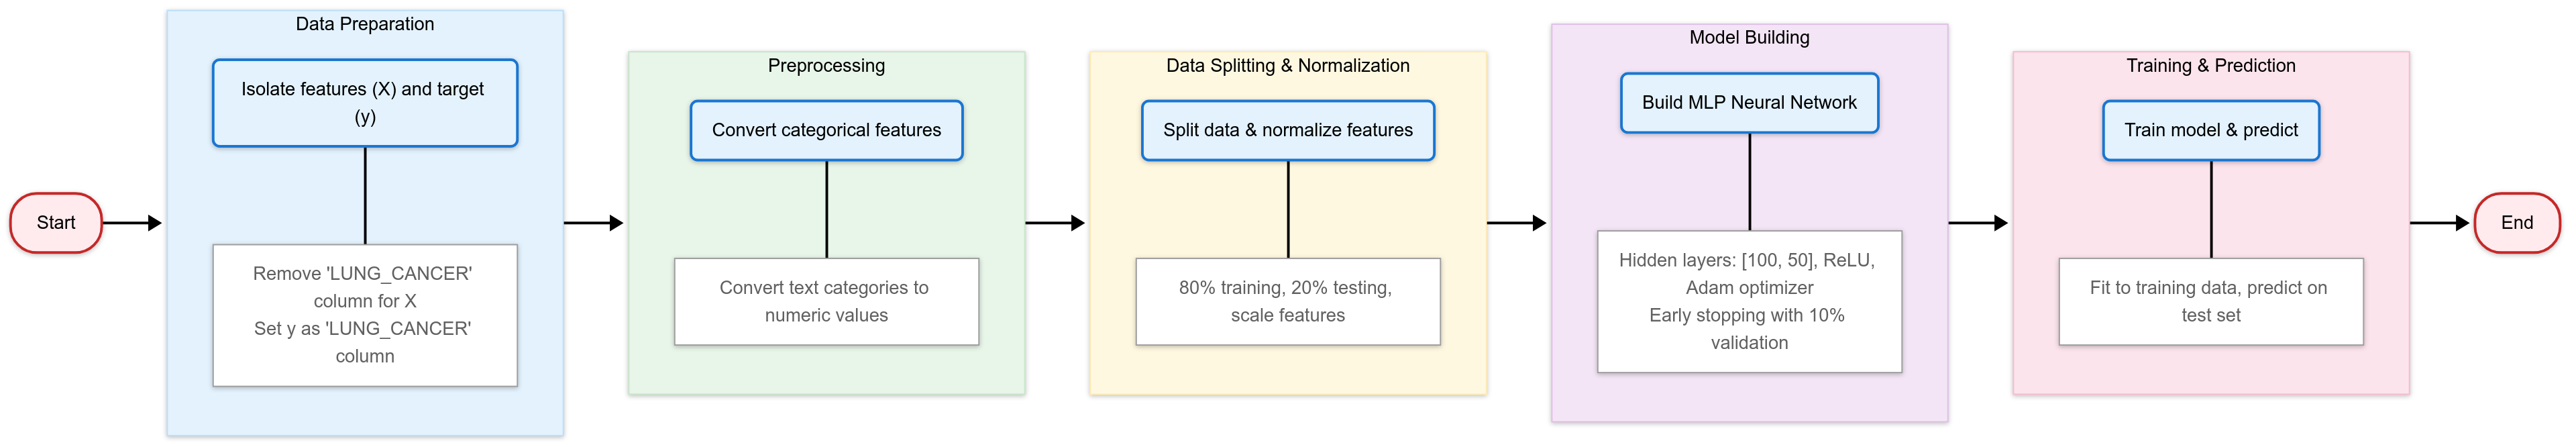 Start
Data Preparation
Isolate features (X) and target
(y)
Remove 'LUNG_CANCER'
column for X
Set y as 'LUNG_CANCER'
column
Preprocessing
Convert categorical features
Convert text categories to
numeric values
Data Splitting & Normalization
Split data & normalize features
80% training, 20% testing,
scale features
Model Building
Build MLP Neural Network
Hidden layers: [100, 50], ReLU,
Adam optimizer
Early stopping with 10%
validation
Training & Prediction
Train model & predict
Fit to training data, predict on
test set
End